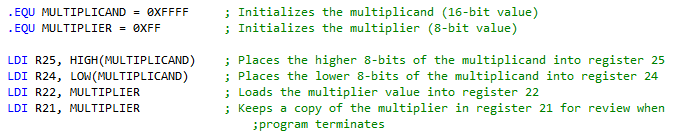 .EQU MULTIPLICAND = 0XFFFF ; Initializes the multiplicand (16-bit value)
.EQU MULTIPLIER = 0XFF ; Initializes the multiplier (8-bit value)
LDI R25, HIGH(MULTIPLICAND) ; Places the higher 8-bits of the multiplicand into register 25
LDI R24, LOW(MULTIPLICAND) ; Places the lower 8-bits of the multiplicand into register 24
LDI R22, MULTIPLIER ; Loads the multiplier value into register 22
LDI R21, MULTIPLIER ; Keeps a copy of the multiplier in register 21 for review when
;program terminates